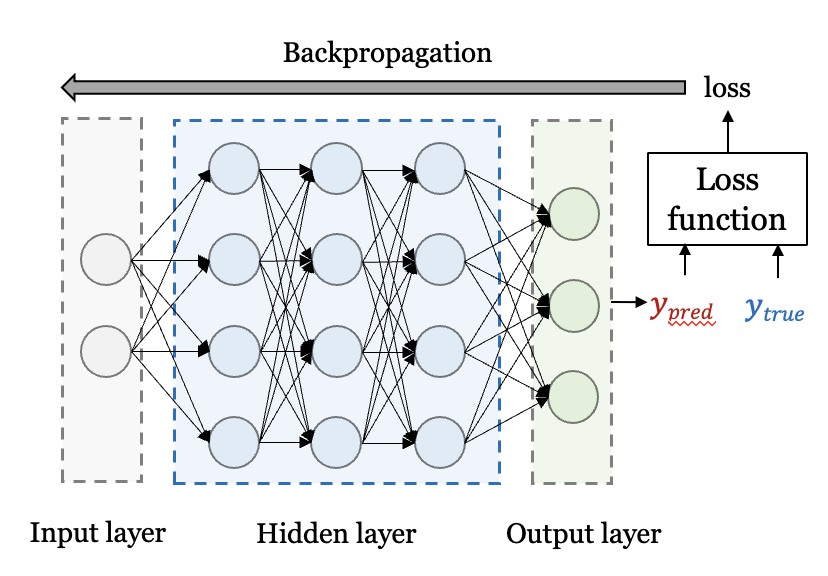 Backpropagation
loss
Loss
function
y_pred
y_true
Input layer
Hidden layer
Output layer